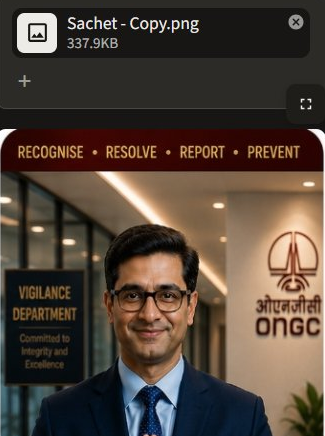 Sachet - Copy.png
337.9KB
RECOGNISE • RESOLVE • REPORT • PREVENT
VIGILANCE
DEPARTMENT
Committed to
Integrity and
Excellence
ओएनजीसी
ONGC